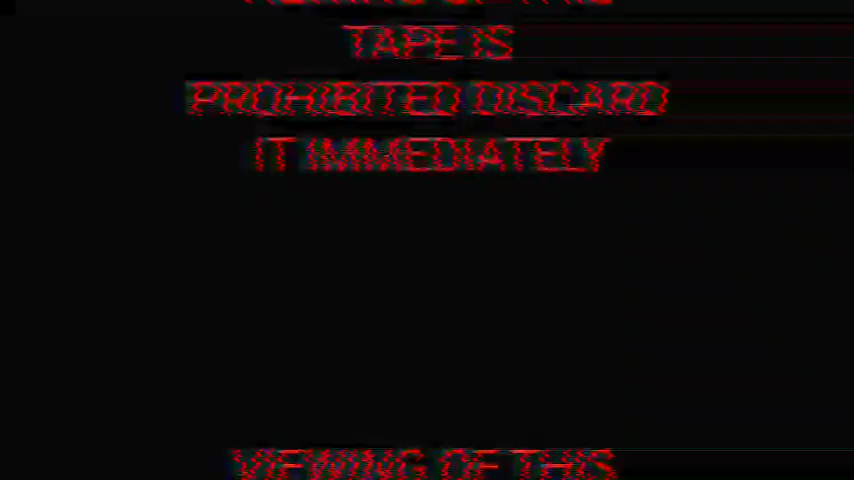 TAPE IS
PROHIBITED DISCARD
IT IMMEDIATELY
VIEWING OF THIS